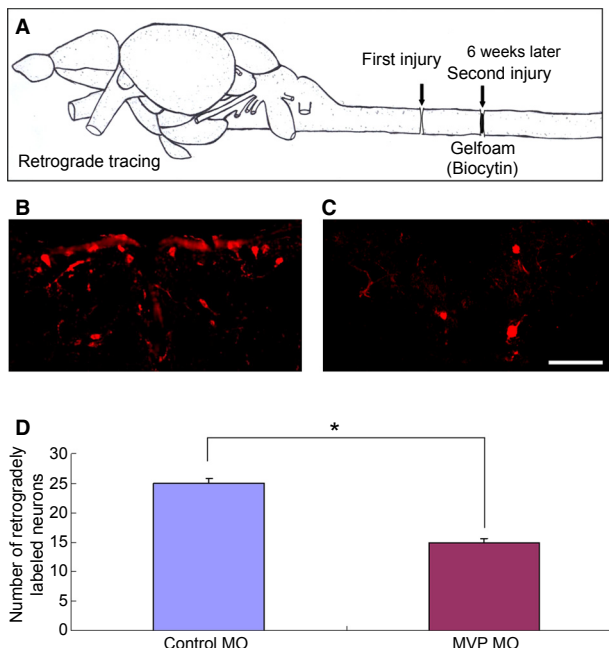 A
First injury
6 weeks later
Second injury
Gelfoam
(Biocytin)
Retrograde tracing
B
C
D
*
Number of retrogradely
labeled neurons
30
25
20
15
10
5
0
Control MO
MVP MO